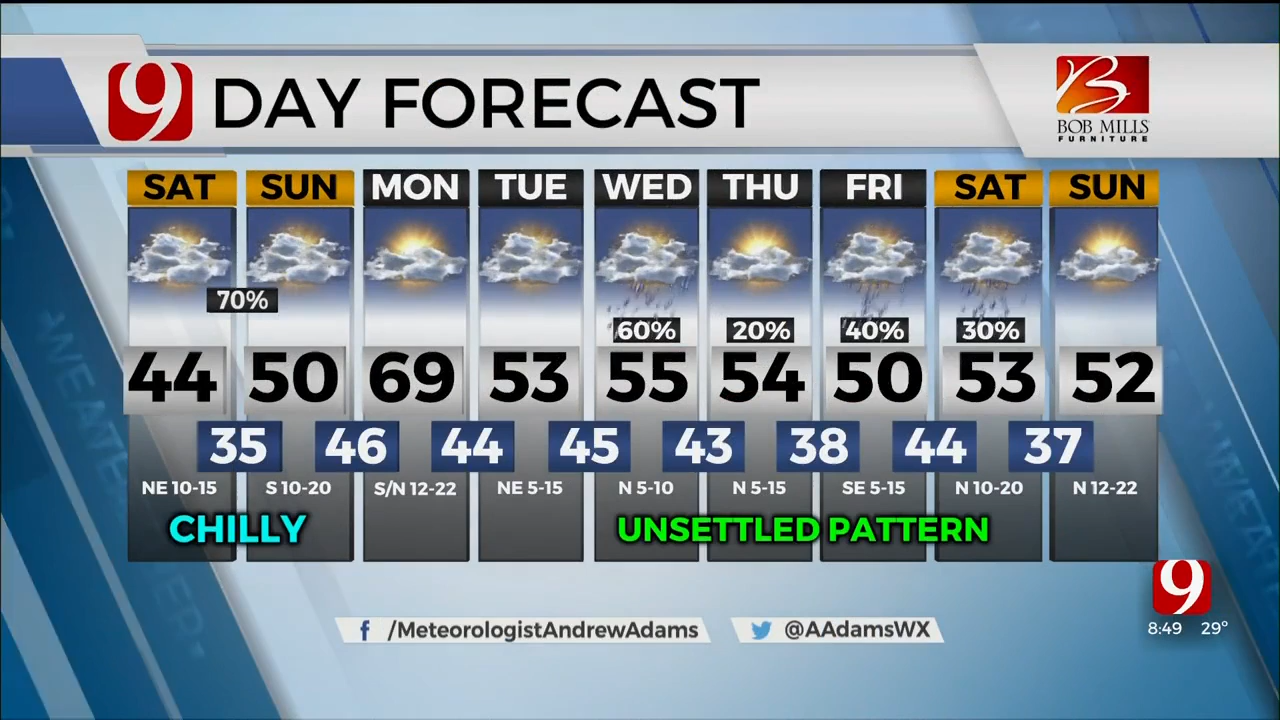 9 DAY FORECAST
BOB MILLS
FURNITURE
SAT SUN MON TUE WED THU FRI SAT SUN
70%
60% 20% 40% 30%
44 50 69 53 55 54 50 53 52
35 46 44 45 43 38 44 37
NE 10-15 S 10-20 S/N 12-22 NE 5-15 N 5-10 N 5-15 SE 5-15 N 10-20 N 12-22
CHILLY UNSETTLED PATTERN
9
f /MeteorologistAndrewAdams @AAdamsWX
8:49 29°